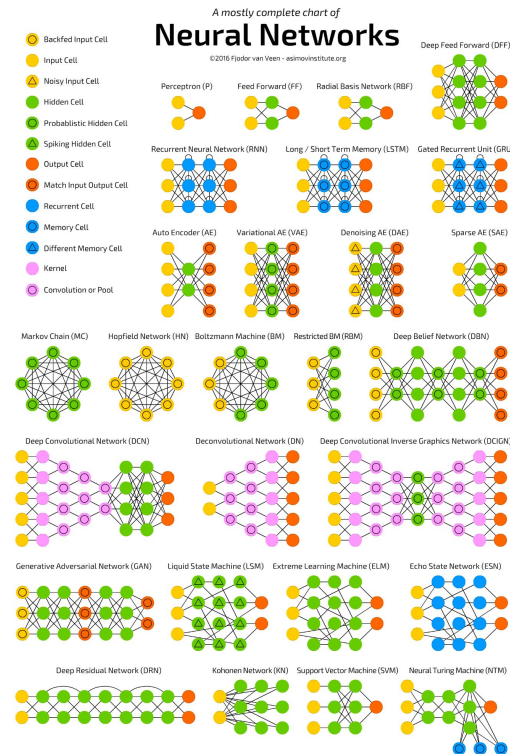 A mostly complete chart of
Neural Networks
©2016 Fjodor van Veen - asimovinstitute.org
Backfed Input Cell
Input Cell
Noisy Input Cell
Hidden Cell
Probablistic Hidden Cell
Spiking Hidden Cell
Output Cell
Match Input Output Cell
Recurrent Cell
Memory Cell
Different Memory Cell
Kernel
Convolution or Pool
Perceptron (P)
Feed Forward (FF)
Radial Basis Network (RBF)
Deep Feed Forward (DFF)
Recurrent Neural Network (RNN)
Long / Short Term Memory (LSTM)
Gated Recurrent Unit (GRU
Auto Encoder (AE)
Variational AE (VAE)
Denoising AE (DAE)
Sparse AE (SAE)
Markov Chain (MC)
Hopfield Network (HN)
Boltzmann Machine (BM)
Restricted BM (RBM)
Deep Belief Network (DBN)
Deep Convolutional Network (DCN)
Deconvolutional Network (DN)
Deep Convolutional Inverse Graphics Network (DCIGN)
Generative Adversarial Network (GAN)
Liquid State Machine (LSM)
Extreme Learning Machine (ELM)
Echo State Network (ESN)
Deep Residual Network (DRN)
Kohonen Network (KN)
Support Vector Machine (SVM)
Neural Turing Machine (NTM)